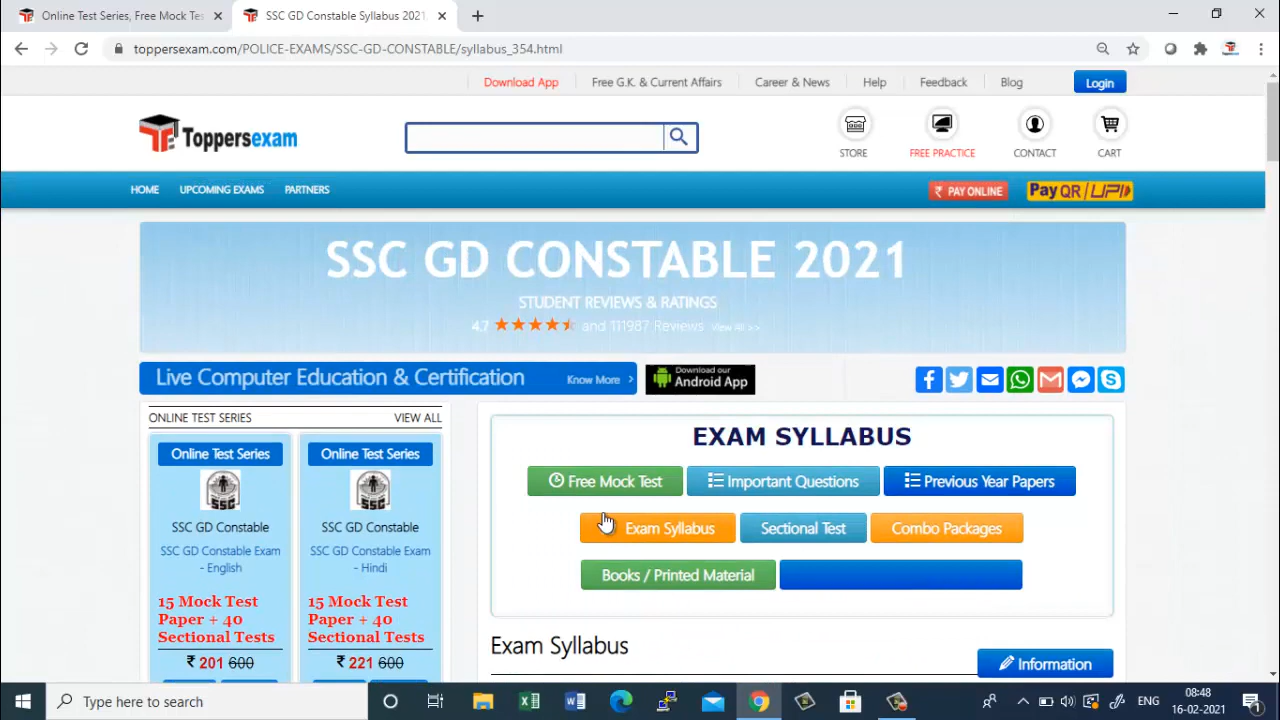 Online Test Series, Free Mock Tes
SSC GD Constable Syllabus 2021,
toppersexam.com/POLICE-EXAMS/SSC-GD-CONSTABLE/syllabus_354.html
Download App
Free G.K. & Current Affairs
Career & News
Help
Feedback
Blog
Login
Toppersexam
STORE
FREE PRACTICE
CONTACT
CART
HOME
UPCOMING EXAMS
PARTNERS
₹ PAY ONLINE
Pay QR / UPI
SSC GD CONSTABLE 2021
STUDENT REVIEWS & RATINGS
4.7 and 111987 Reviews View All >>
Live Computer Education & Certification
Know More >
Download our
Android App
ONLINE TEST SERIES
VIEW ALL
EXAM SYLLABUS
Online Test Series
Online Test Series
Free Mock Test
Important Questions
Previous Year Papers
SSC GD Constable
SSC GD Constable
Exam Syllabus
Sectional Test
Combo Packages
SSC GD Constable Exam
- English
SSC GD Constable Exam
- Hindi
Books / Printed Material
15 Mock Test
Paper + 40
Sectional Tests
15 Mock Test
Paper + 40
Sectional Tests
₹ 201 600
₹ 221 600
Exam Syllabus
Information
Type here to search
ENG
08:48
16-02-2021
1